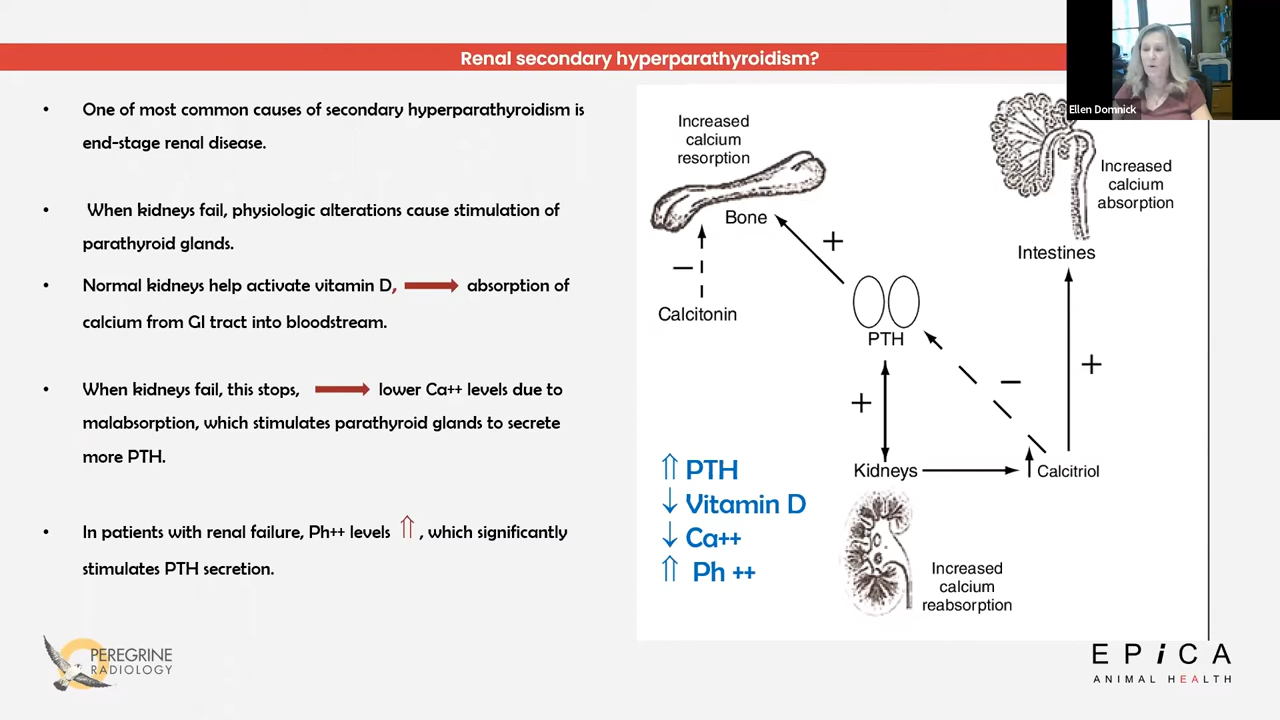 Renal secondary hyperparathyroidism?
Ellen Domnick
• One of most common causes of secondary hyperparathyroidism is
end-stage renal disease.
• When kidneys fail, physiologic alterations cause stimulation of
parathyroid glands.
• Normal kidneys help activate vitamin D, → absorption of
calcium from GI tract into bloodstream.
• When kidneys fail, this stops, → lower Ca++ levels due to
malabsorption, which stimulates parathyroid glands to secrete
more PTH.
• In patients with renal failure, Ph++ levels ⇑ , which significantly
stimulates PTH secretion.
Increased
calcium
resorption
Bone
+
−
Calcitonin
PTH
+
Kidneys
Increased
calcium
reabsorption
Increased
calcium
absorption
Intestines
+
−
↑ Calcitriol
⇑ PTH
↓ Vitamin D
↓ Ca++
⇑ Ph ++
PEREGRINE
RADIOLOGY
EPiCA
ANIMAL HEALTH